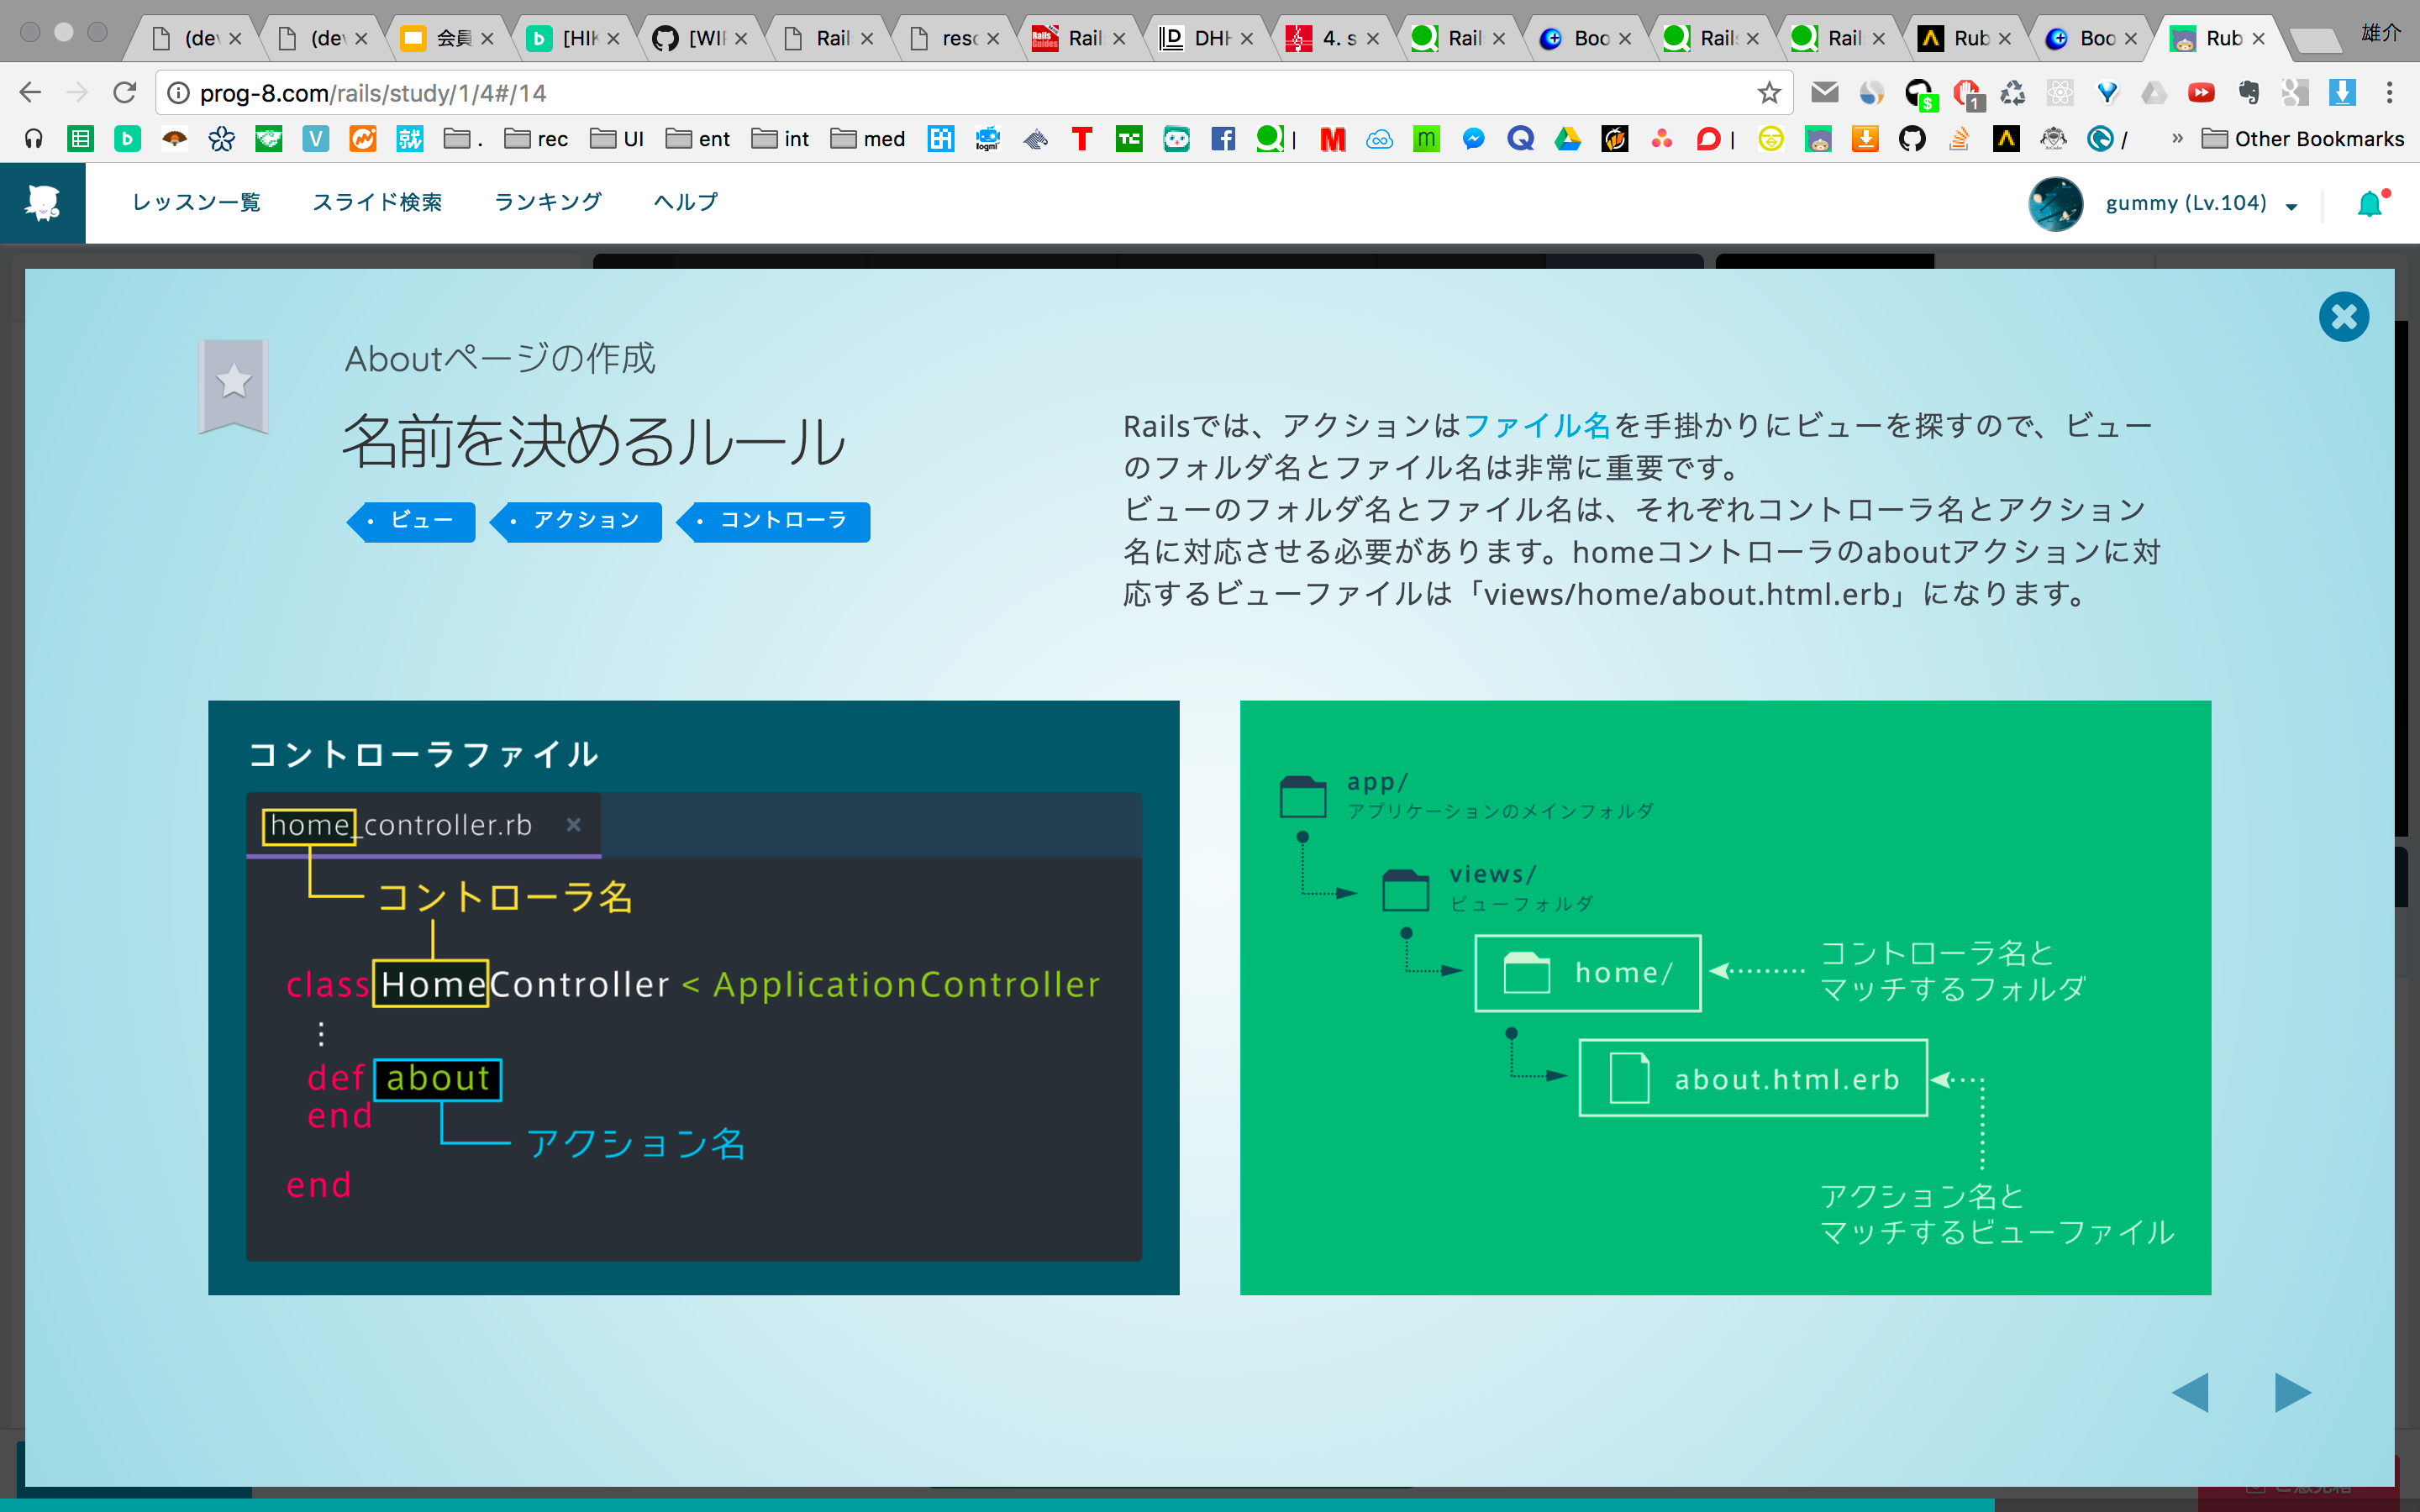 (dev
(dev
会員
[HIK
[WIP
Rail
reso
Rail
DHH
4. s
Rail
Boo
Rails
Rail
Rub
Boo
Rub
雄介
prog-8.com/rails/study/1/4#/14
.
rec
UI
ent
int
med
Other Bookmarks
レッスン一覧
スライド検索
ランキング
ヘルプ
gummy (Lv.104)
Aboutページの作成
名前を決めるルール
ビュー
アクション
コントローラ
Railsでは、アクションはファイル名を手掛かりにビューを探すので、ビュー
のフォルダ名とファイル名は非常に重要です。
ビューのフォルダ名とファイル名は、それぞれコントローラ名とアクション
名に対応させる必要があります。homeコントローラのaboutアクションに対
応するビューファイルは「views/home/about.html.erb」になります。
コントローラファイル
home_controller.rb
コントローラ名
class HomeController < ApplicationController
⋮
def about
end
アクション名
end
app/
アプリケーションのメインフォルダ
views/
ビューフォルダ
home/
コントローラ名と
マッチするフォルダ
about.html.erb
アクション名と
マッチするビューファイル